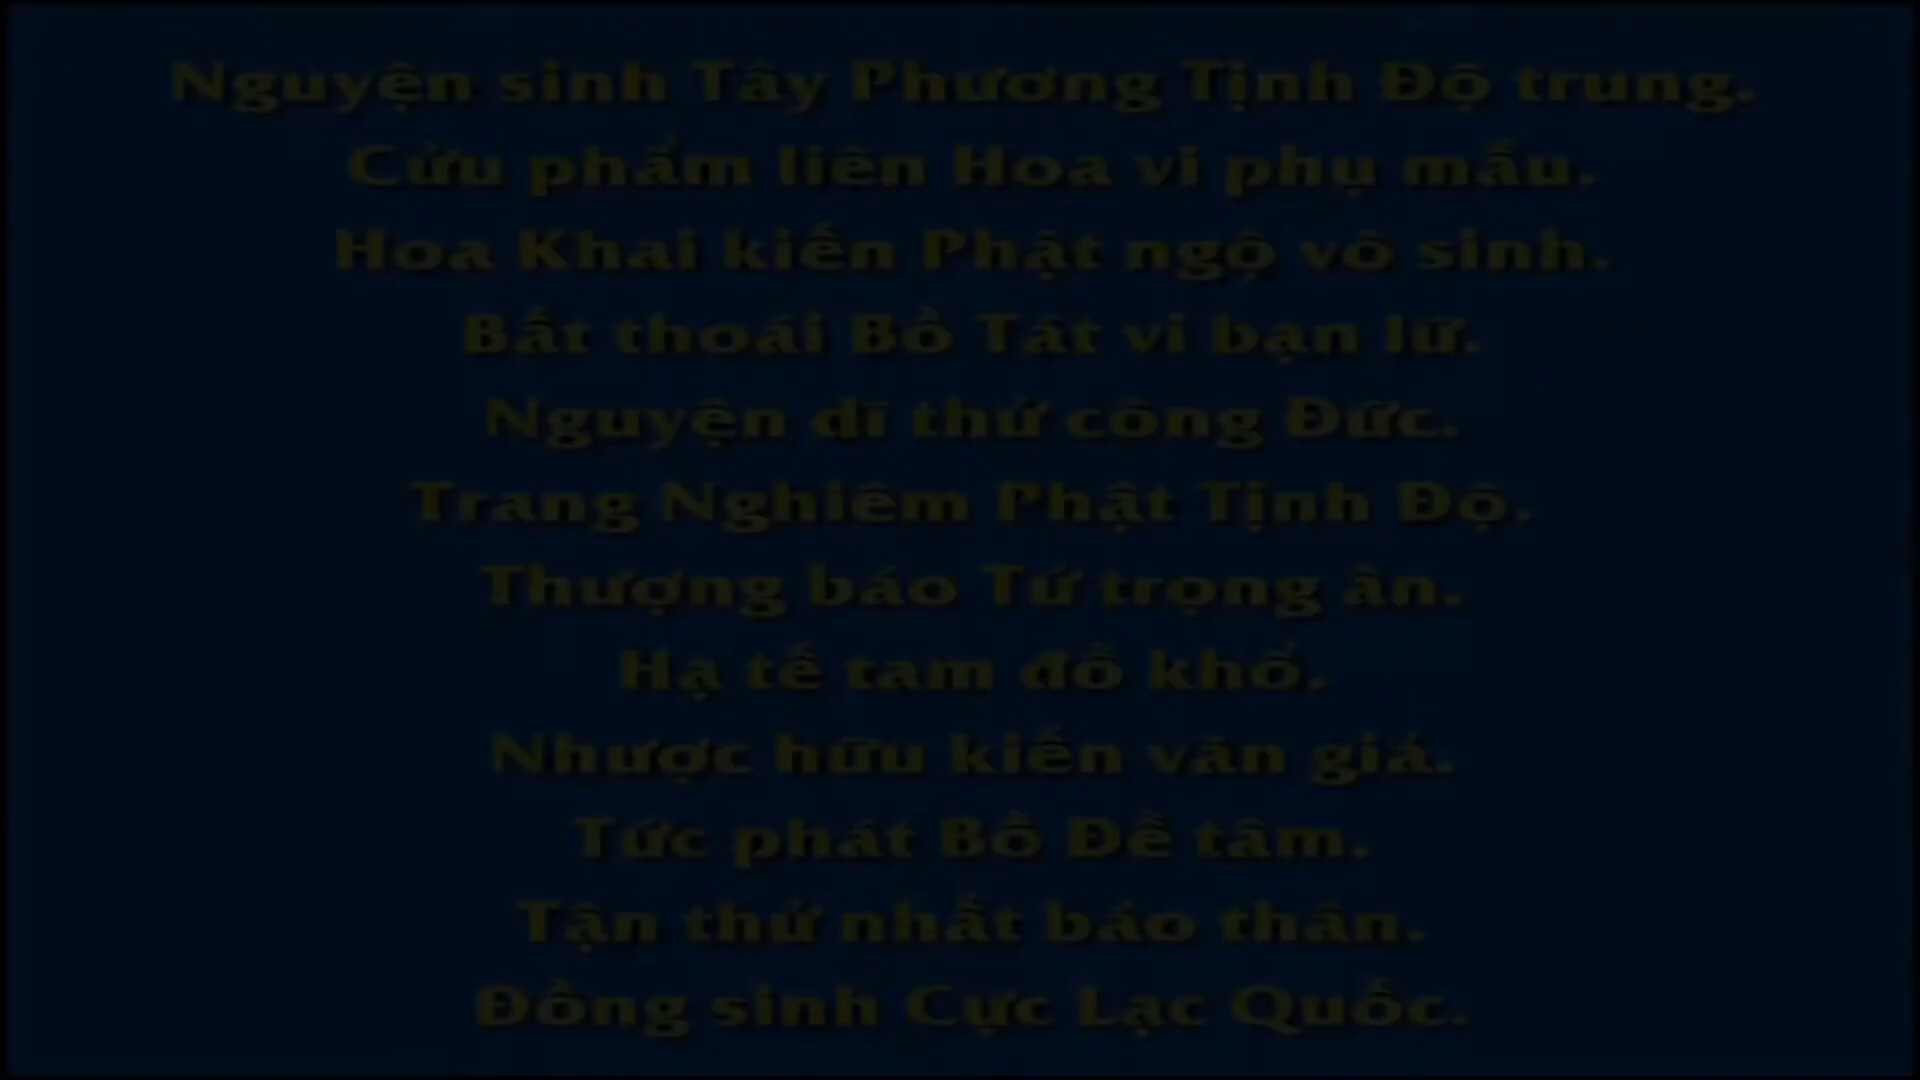 Nguyện sinh Tây Phương Tịnh Độ trung.
Cửu phẩm liên Hoa vi phụ mẫu.
Hoa Khai kiến Phật ngộ vô sinh.
Bất thoái Bồ Tát vi bạn lữ.
Nguyện dĩ thử công Đức.
Trang Nghiêm Phật Tịnh Độ.
Thượng báo Tứ trọng ân.
Hạ tế tam đồ khổ.
Nhược hữu kiến văn giả.
Tức phát Bồ Đề tâm.
Tận thử nhất báo thân.
Đồng sinh Cực Lạc Quốc.